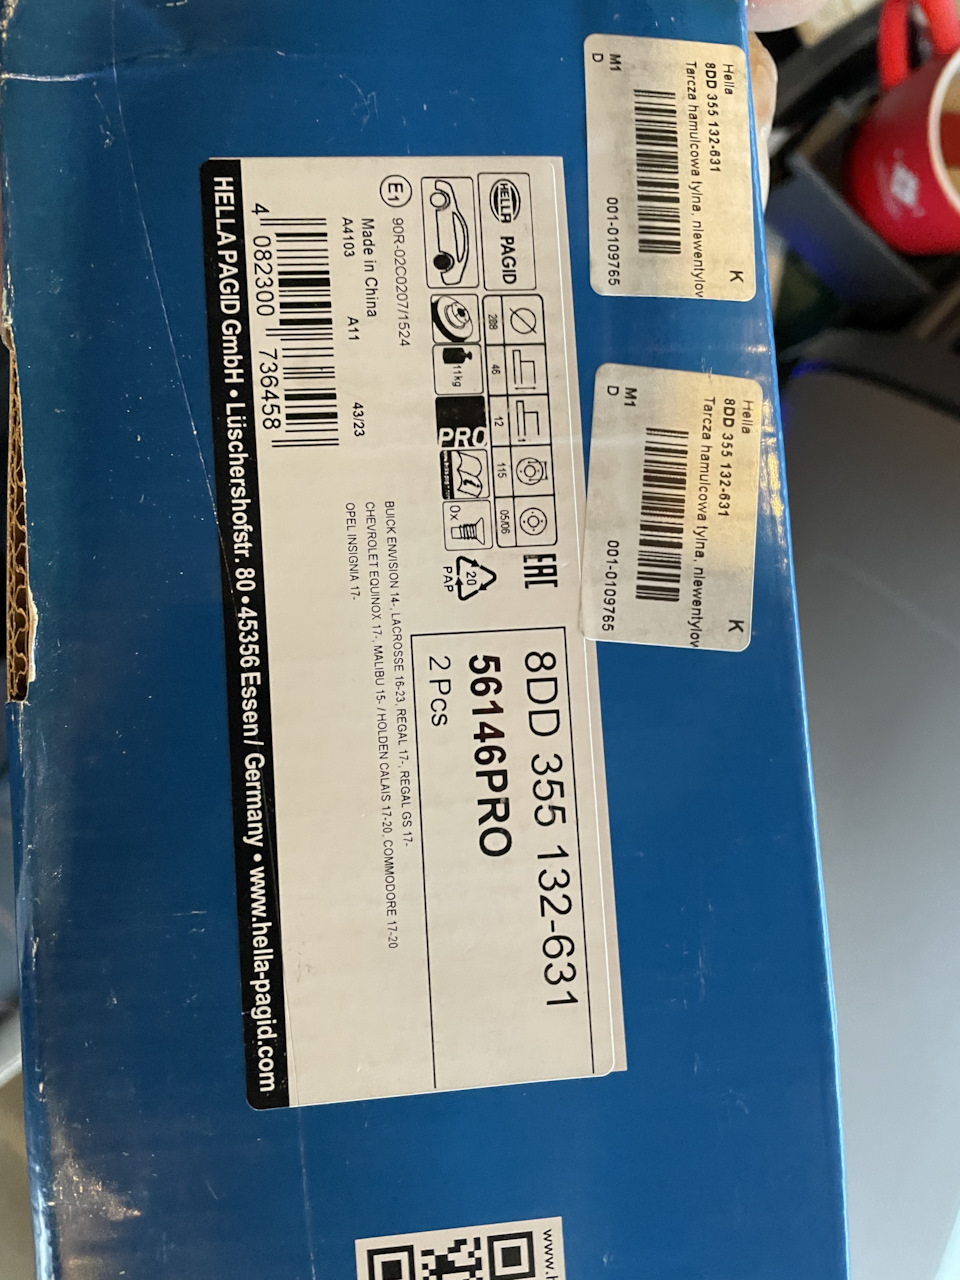 Hella
8DD 355 132-631
Tarcza hamulcowa tylna, niewentylow
K
001-0109765
M1
D
Hella
8DD 355 132-631
Tarcza hamulcowa tylna, niewentylow
K
001-0109765
M1
D
HELLA PAGID
288 46 12 115 05/06
11kg
PRO
0x
EAC
20
PAP
8DD 355 132-631
56146PRO
2 Pcs
E1 90R-02C0207/1524
Made in China
A4103 A11 43/23
BUICK ENVISION 14-, LACROSSE 16-23, REGAL 17-, REGAL GS 17-
CHEVROLET EQUINOX 17-, MALIBU 15- / HOLDEN CALAIS 17-20, COMMODORE 17-20
OPEL INSIGNIA 17-
4 082300 736458
HELLA PAGID GmbH • Lüschershofstr. 80 • 45356 Essen / Germany • www.hella-pagid.com
www.h